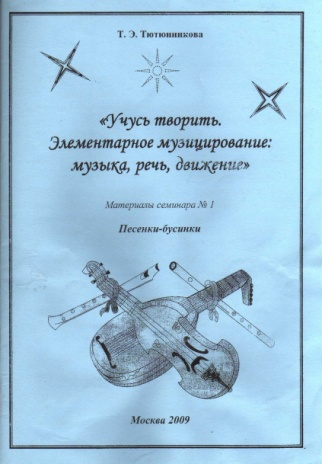 Т. Э. Тютюнникова
«Учусь творить.
Элементарное музицирование:
музыка, речь, движение»
Материалы семинара № 1
Песенки-бусинки
Москва 2009